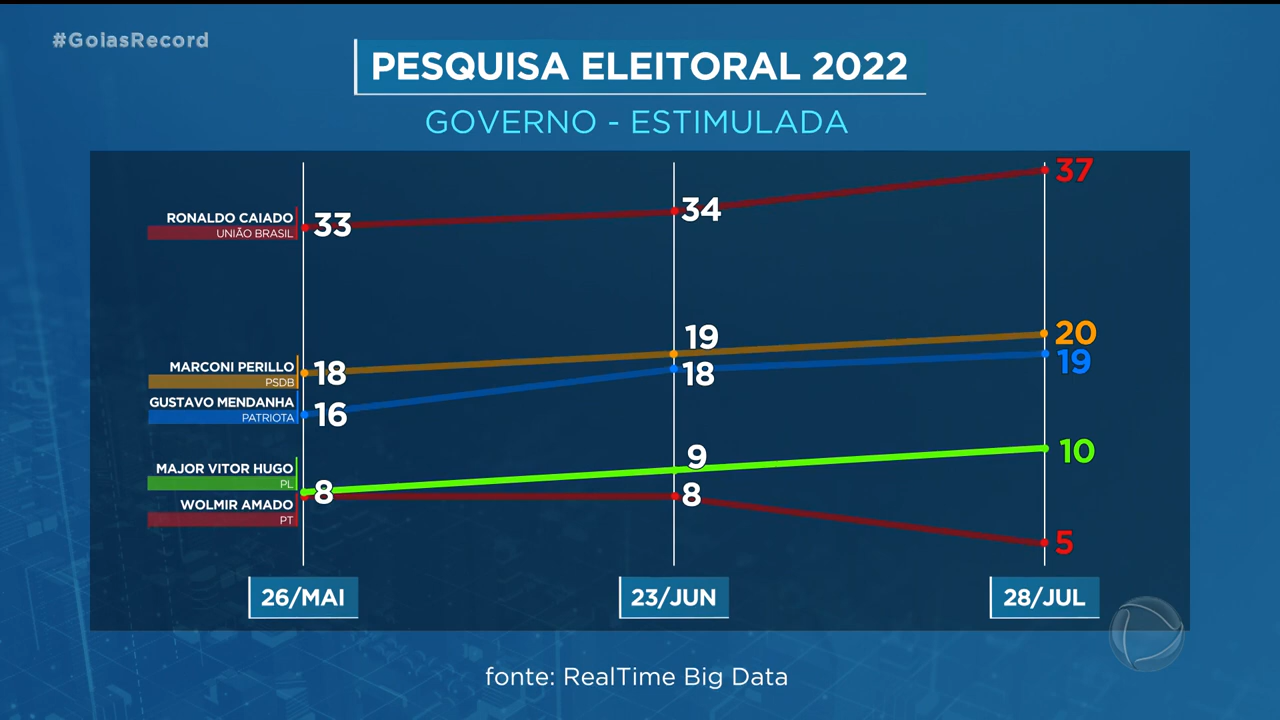 #GoiasRecord
PESQUISA ELEITORAL 2022
GOVERNO - ESTIMULADA
RONALDO CAIADO
UNIÃO BRASIL
33
34
37
MARCONI PERILLO
PSDB
18
19
20
GUSTAVO MENDANHA
PATRIOTA
16
18
19
MAJOR VITOR HUGO
PL
8
9
10
WOLMIR AMADO
PT
8
5
26/MAI
23/JUN
28/JUL
fonte: RealTime Big Data